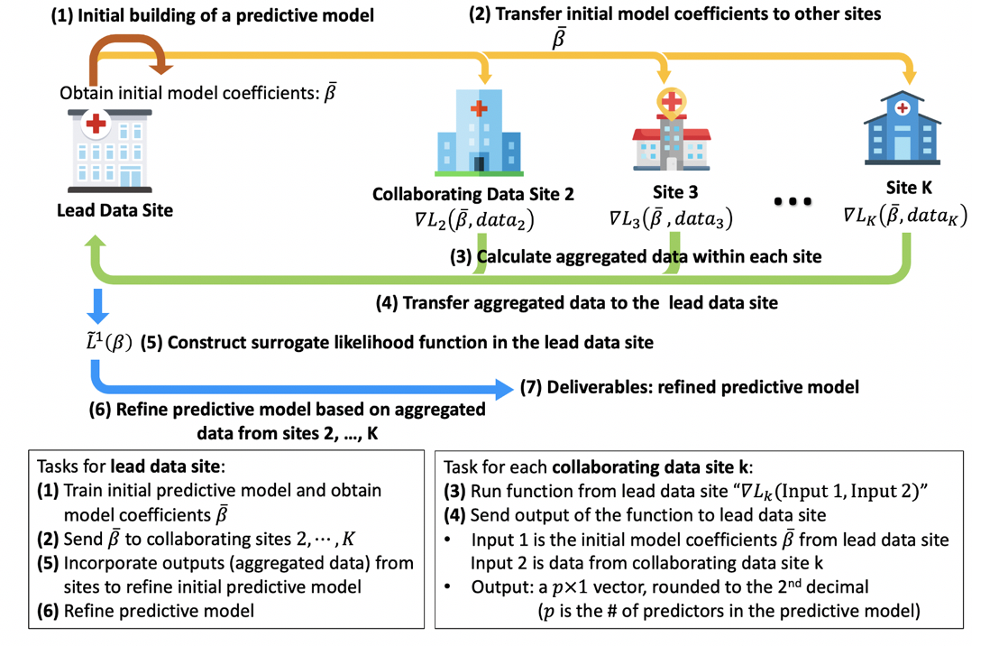 (1) Initial building of a predictive model
(2) Transfer initial model coefficients to other sites
β̄
Obtain initial model coefficients: β̄
Lead Data Site
Collaborating Data Site 2
∇L₂(β̄, data₂)
Site 3
∇L₃(β̄ , data₃)
• • •
Site K
∇L_K(β̄, data_K)
(3) Calculate aggregated data within each site
(4) Transfer aggregated data to the lead data site
L̃¹(β) (5) Construct surrogate likelihood function in the lead data site
(7) Deliverables: refined predictive model
(6) Refine predictive model based on aggregated
data from sites 2, ..., K
Tasks for lead data site:
(1) Train initial predictive model and obtain
model coefficients β̄
(2) Send β̄ to collaborating sites 2, ⋯ , K
(5) Incorporate outputs (aggregated data) from
sites to refine initial predictive model
(6) Refine predictive model
Task for each collaborating data site k:
(3) Run function from lead data site “∇L_k(Input 1, Input 2)”
(4) Send output of the function to lead data site
• Input 1 is the initial model coefficients β̄ from lead data site
Input 2 is data from collaborating data site k
• Output: a p×1 vector, rounded to the 2nd decimal
(p is the # of predictors in the predictive model)